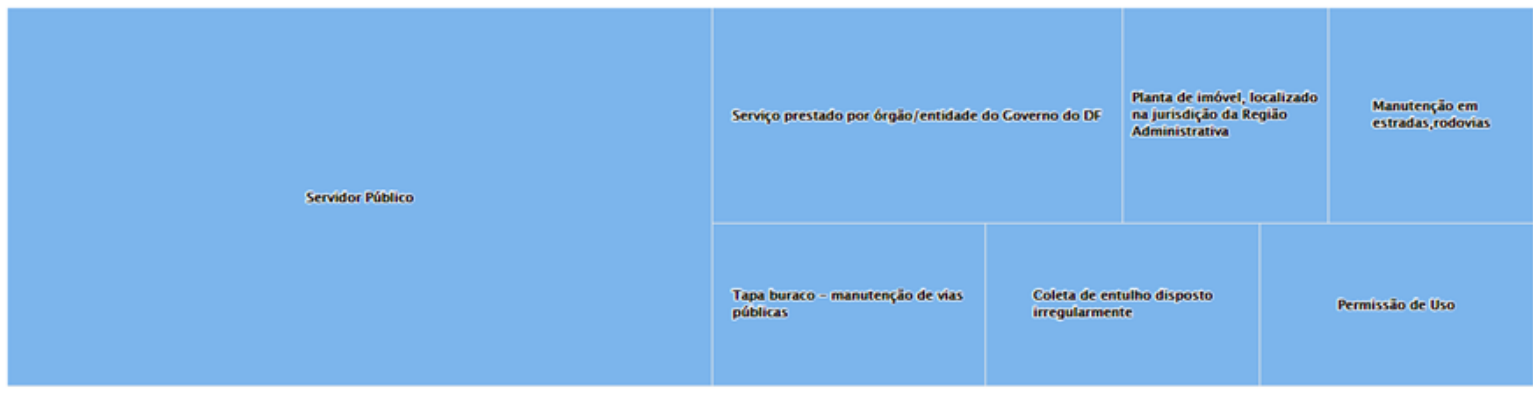 Servidor Público
Serviço prestado por órgão/entidade do Governo do DF
Planta de imóvel, localizado
na jurisdição da Região
Administrativa
Manutenção em
estradas,rodovias
Tapa buraco – manutenção de vias
públicas
Coleta de entulho disposto
irregularmente
Permissão de Uso